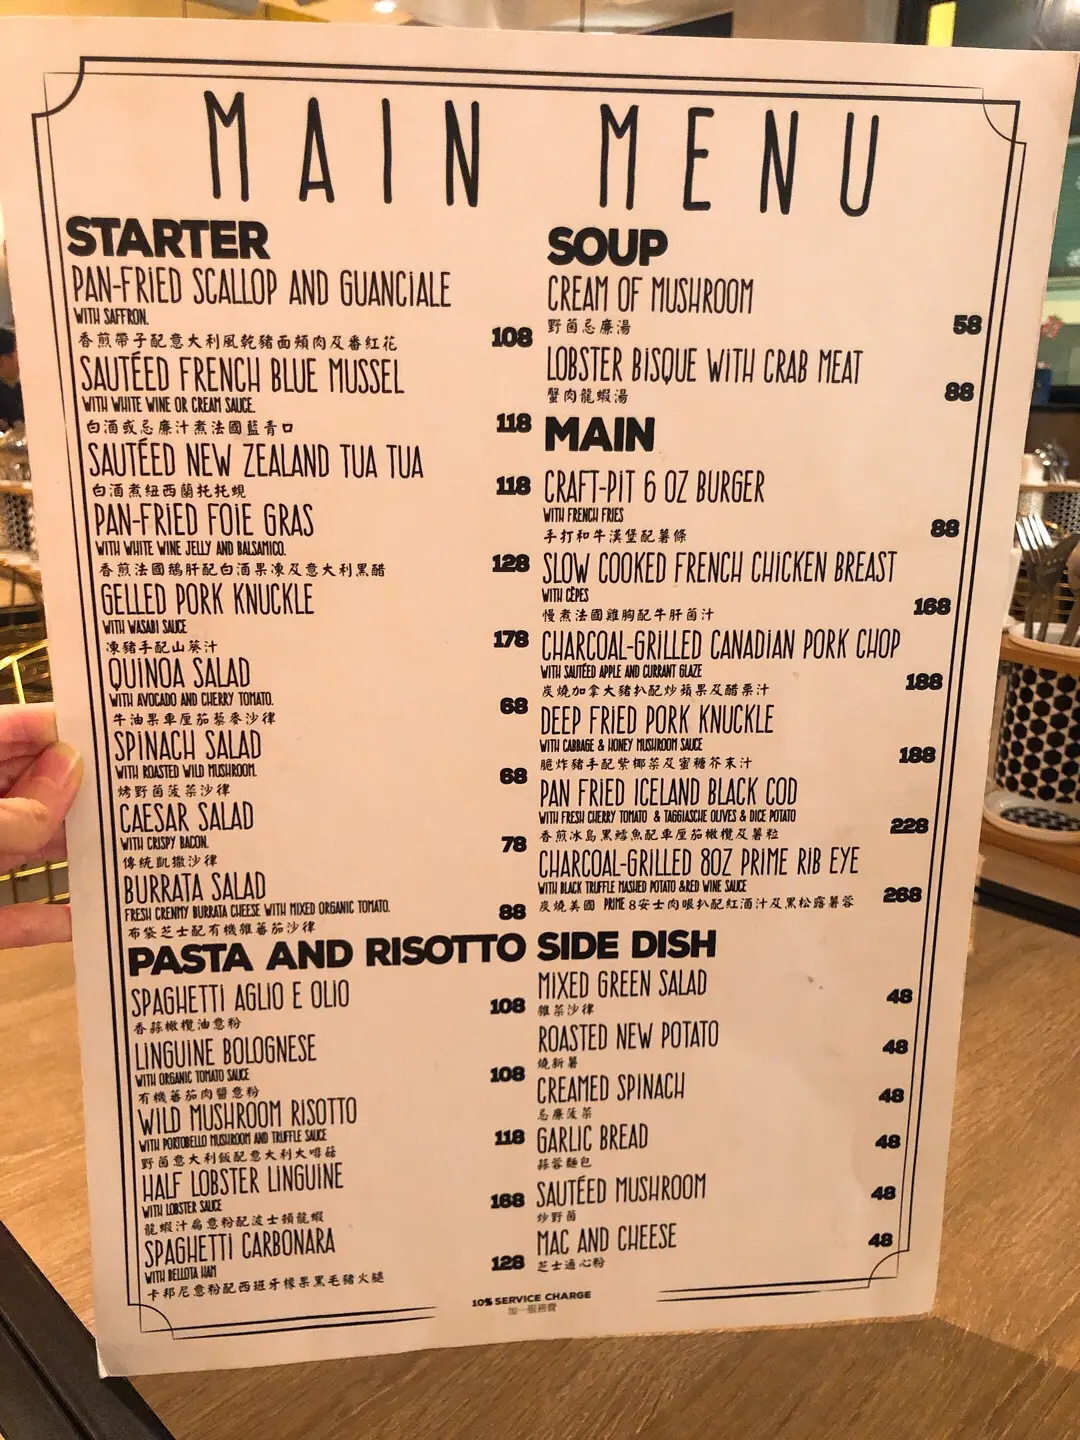 MAIN MENU
STARTER
PAN-FRIED SCALLOP AND GUANCIALE
WITH SAFFRON.
香煎帶子配意大利風乾豬面頰肉及番紅花 108
SAUTÉED FRENCH BLUE MUSSEL
WITH WHITE WINE OR CREAM SAUCE.
白酒或忌廉汁煮法國藍青口 118
SAUTÉED NEW ZEALAND TUA TUA
白酒煮紐西蘭托托蜆 118
PAN-FRIED FOIE GRAS
WITH WHITE WINE JELLY AND BALSAMICO.
香煎法國鵝肝配白酒果凍及意大利黑醋 128
GELLED PORK KNUCKLE
WITH WASABI SAUCE
凍豬手配山葵汁 178
QUINOA SALAD
WITH AVOCADO AND CHERRY TOMATO.
牛油果車厘茄藜麥沙律 68
SPINACH SALAD
WITH ROASTED WILD MUSHROOM.
烤野菌菠菜沙律 68
CAESAR SALAD
WITH CRISPY BACON.
傳統凱撒沙律 78
BURRATA SALAD
FRESH CRENMY BURRATA CHEESE WITH MIXED ORGANIC TOMATO.
布袋芝士配有機雜蕃茄沙律 88
PASTA AND RISOTTO
SPAGHETTI AGLIO E OLIO
香蒜橄欖油意粉 108
LINGUINE BOLOGNESE
WITH ORGANIC TOMATO SAUCE
有機蕃茄肉醬意粉 108
WILD MUSHROOM RISOTTO
WITH PORTOBELLO MUSHROOM AND TRUFFLE SAUCE
野菌意大利飯配意大利大啡菇 118
HALF LOBSTER LINGUINE
WITH LOBSTER SAUCE
龍蝦汁扁意粉配波士頓龍蝦 168
SPAGHETTI CARBONARA
WITH BELLOTA HAM
卡邦尼意粉配西班牙橡果黑毛豬火腿 128
SOUP
CREAM OF MUSHROOM
野菌忌廉湯 58
LOBSTER BISQUE WITH CRAB MEAT
蟹肉龍蝦湯 88
MAIN
CRAFT-PIT 6 OZ BURGER
WITH FRENCH FRIES
手打和牛漢堡配薯條 88
SLOW COOKED FRENCH CHICKEN BREAST
WITH CÈPES
慢煮法國雞胸配牛肝菌汁 168
CHARCOAL-GRILLED CANADIAN PORK CHOP
WITH SAUTÉED APPLE AND CURRANT GLAZE
炭燒加拿大豬扒配炒蘋果及醋栗汁 188
DEEP FRIED PORK KNUCKLE
WITH CABBAGE & HONEY MUSHROOM SAUCE
脆炸豬手配紫椰菜及蜜糖芥末汁 188
PAN FRIED ICELAND BLACK COD
WITH FRESH CHERRY TOMATO & TAGGIASCHE OLIVES & DICE POTATO
香煎冰島黑鱈魚配車厘茄橄欖及薯粒 228
CHARCOAL-GRILLED 8OZ PRIME RIB EYE
WITH BLACK TRUFFLE MASHED POTATO &RED WINE SAUCE
炭燒美國 PRIME 8安士肉眼扒配紅酒汁及黑松露薯蓉 268
SIDE DISH
MIXED GREEN SALAD
雜菜沙律 48
ROASTED NEW POTATO
燒新薯 48
CREAMED SPINACH
忌廉菠菜 48
GARLIC BREAD
蒜蓉麵包 48
SAUTÉED MUSHROOM
炒野菌 48
MAC AND CHEESE
芝士通心粉 48
10% SERVICE CHARGE
加一服務費